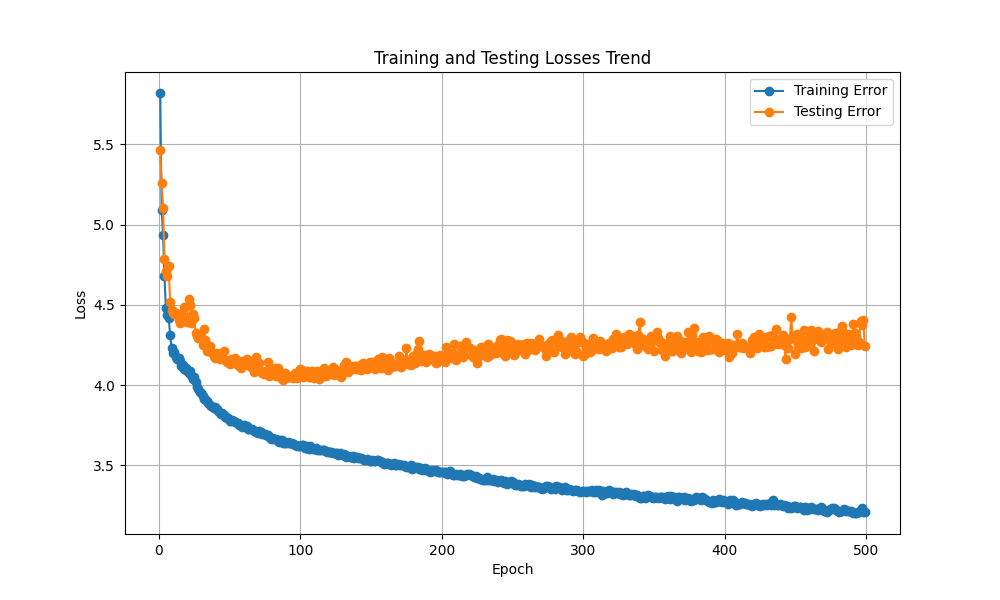 Training and Testing Losses Trend
Training Error
Testing Error
5.5
5.0
4.5
4.0
3.5
Loss
0 100 200 300 400 500
Epoch